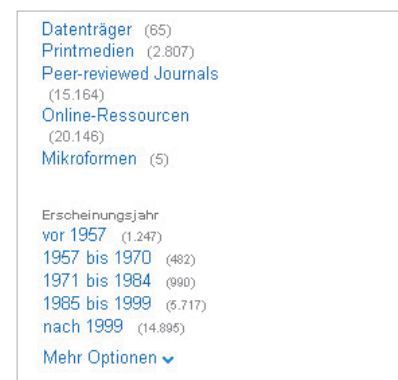 Datenträger (65)
Printmedien (2.807)
Peer-reviewed Journals
(15.164)
Online-Ressourcen
(20.146)
Mikroformen (5)
Erscheinungsjahr
vor 1957 (1.247)
1957 bis 1970 (482)
1971 bis 1984 (990)
1985 bis 1999 (5.717)
nach 1999 (14.895)
Mehr Optionen